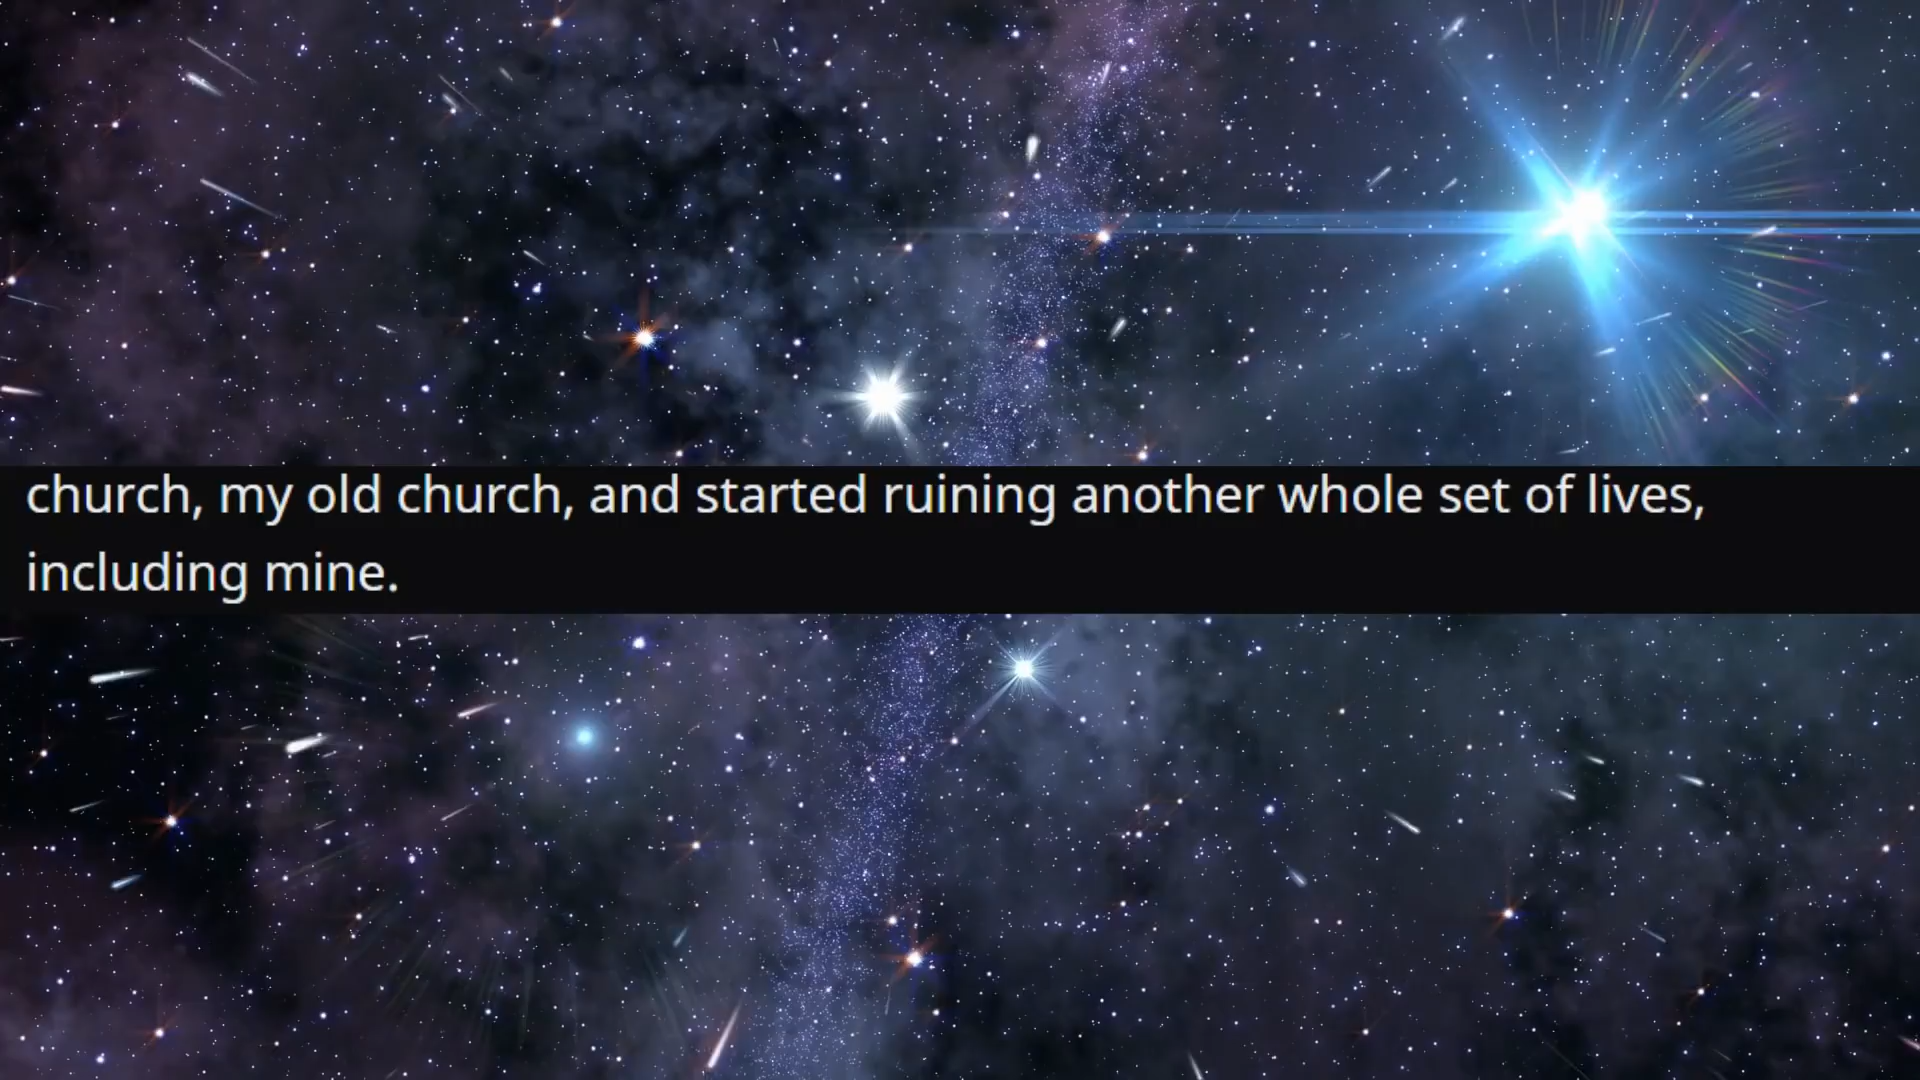 church, my old church, and started ruining another whole set of lives,
including mine.